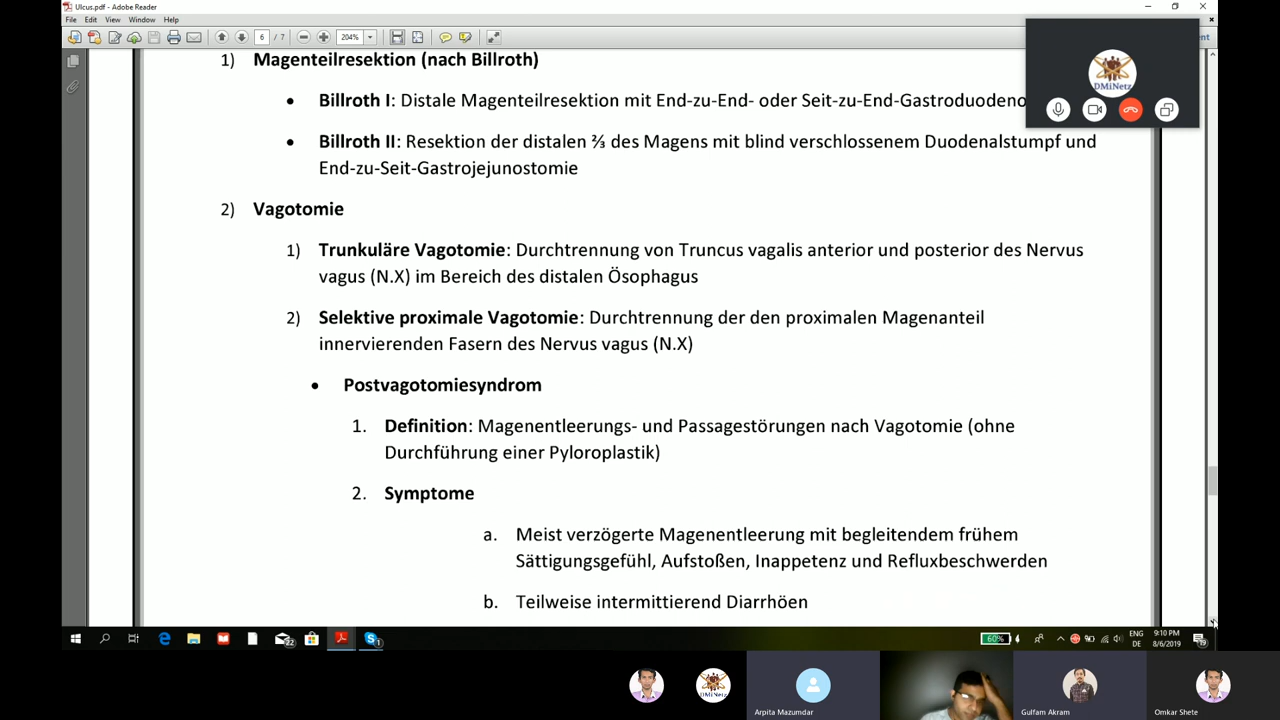 Ulcus.pdf - Adobe Reader
File Edit View Window Help
6 / 7 204%
1) Magenteilresektion (nach Billroth)
• Billroth I: Distale Magenteilresektion mit End-zu-End- oder Seit-zu-End-Gastroduodeno
• Billroth II: Resektion der distalen ⅔ des Magens mit blind verschlossenem Duodenalstumpf und
End-zu-Seit-Gastrojejunostomie
2) Vagotomie
1) Trunkuläre Vagotomie: Durchtrennung von Truncus vagalis anterior und posterior des Nervus
vagus (N.X) im Bereich des distalen Ösophagus
2) Selektive proximale Vagotomie: Durchtrennung der den proximalen Magenanteil
innervierenden Fasern des Nervus vagus (N.X)
• Postvagotomiesyndrom
1. Definition: Magenentleerungs- und Passagestörungen nach Vagotomie (ohne
Durchführung einer Pyloroplastik)
2. Symptome
a. Meist verzögerte Magenentleerung mit begleitendem frühem
Sättigungsgefühl, Aufstoßen, Inappetenz und Refluxbeschwerden
b. Teilweise intermittierend Diarrhöen
DMiNetz
22
1
60%
ENG
DE
9:10 PM
8/6/2019
DMiNetz
Arpita Mazumdar
Gulfam Akram
Omkar Shete